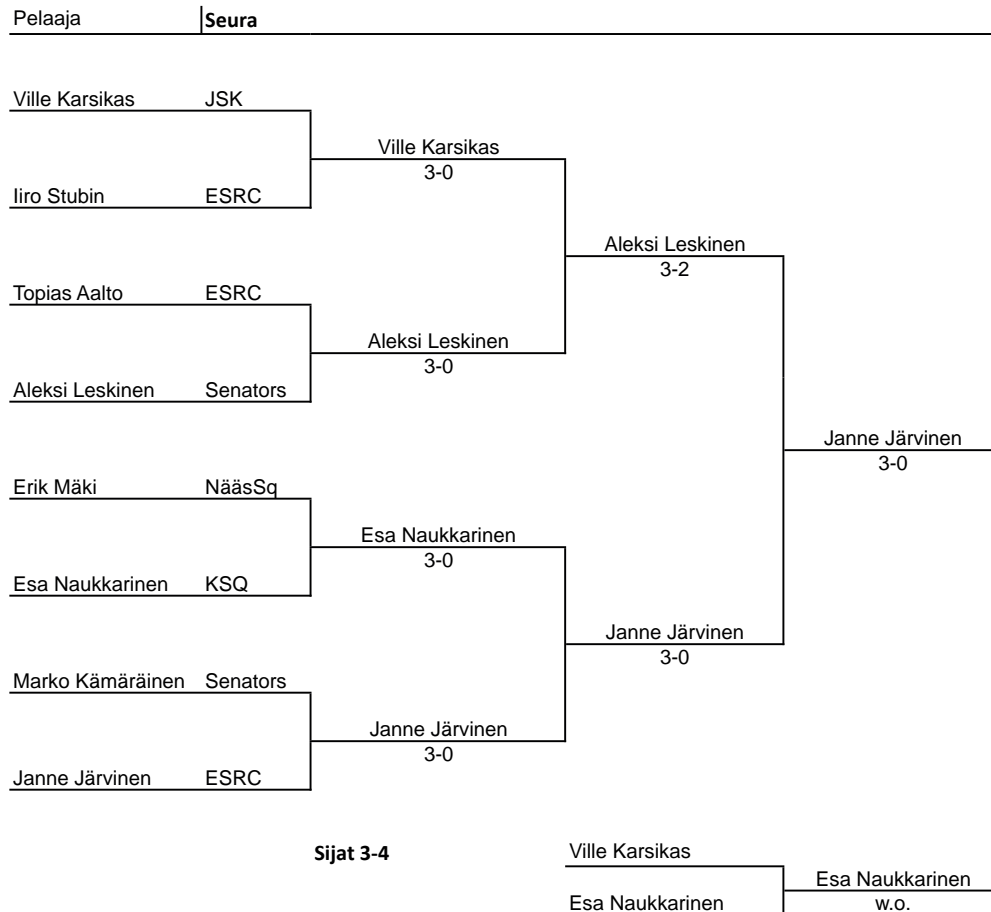 Pelaaja Seura
Ville Karsikas JSK
Ville Karsikas
3-0
Iiro Stubin ESRC
Aleksi Leskinen
3-2
Topias Aalto ESRC
Aleksi Leskinen
3-0
Aleksi Leskinen Senators
Janne Järvinen
3-0
Erik Mäki NääsSq
Esa Naukkarinen
3-0
Esa Naukkarinen KSQ
Janne Järvinen
3-0
Marko Kämäräinen Senators
Janne Järvinen
3-0
Janne Järvinen ESRC
Sijat 3-4 Ville Karsikas
Esa Naukkarinen
Esa Naukkarinen w.o.